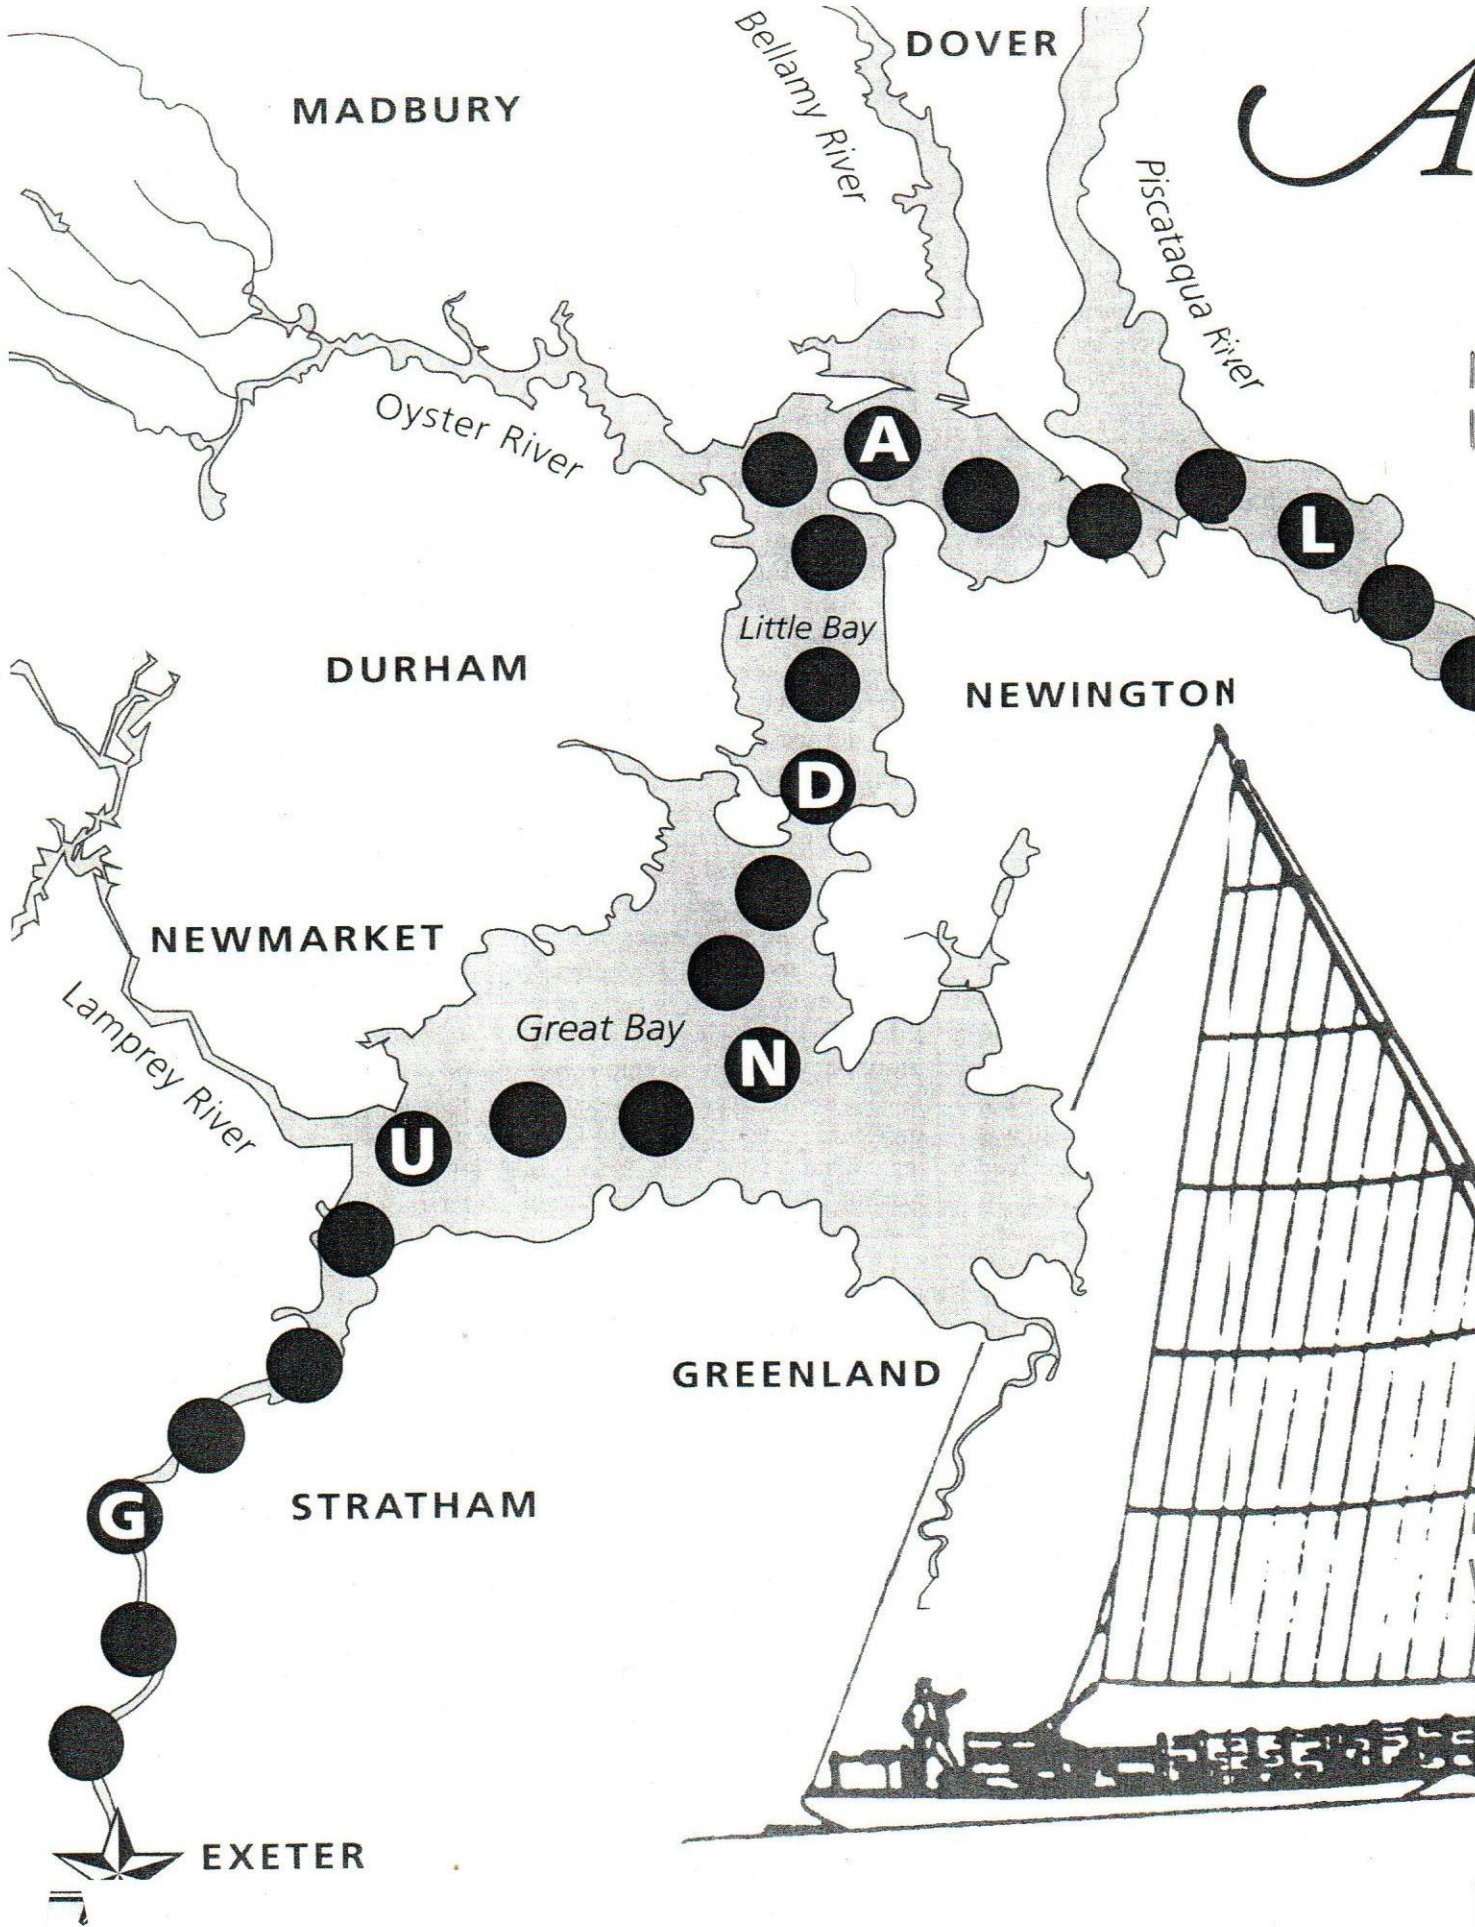 DOVER
Bellamy River
MADBURY
A
Piscataqua River
Oyster River
A
L
Little Bay
DURHAM
NEWINGTON
D
NEWMARKET
Lamprey River
Great Bay
N
U
GREENLAND
G
STRATHAM
EXETER